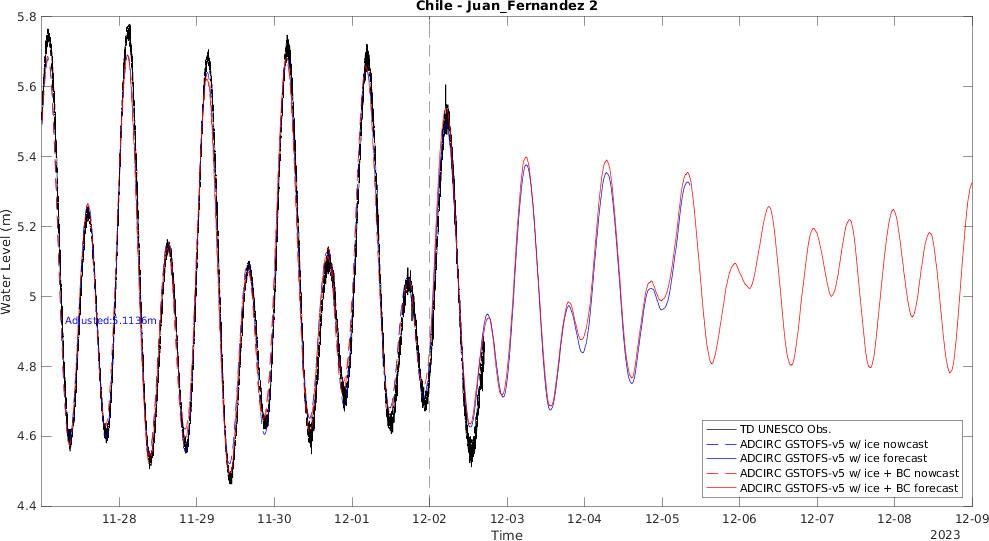 Chile - Juan_Fernandez 2
Water Level (m)
5.8
5.6
5.4
5.2
5
4.8
4.6
4.4
Adjusted:5.1136m
TD UNESCO Obs.
ADCIRC GSTOFS-v5 w/ ice nowcast
ADCIRC GSTOFS-v5 w/ ice forecast
ADCIRC GSTOFS-v5 w/ ice + BC nowcast
ADCIRC GSTOFS-v5 w/ ice + BC forecast
11-28 11-29 11-30 12-01 12-02 12-03 12-04 12-05 12-06 12-07 12-08 12-09
Time
2023